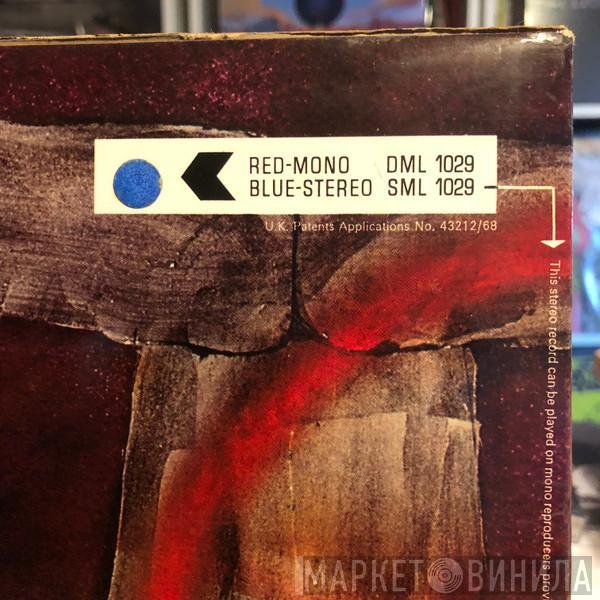 RED-MONO DML 1029
BLUE-STEREO SML 1029
U.K. Patents Applications No. 43212/68
This stereo record can be played on mono reproducers prov
МАРКЕТ ВИНИЛА